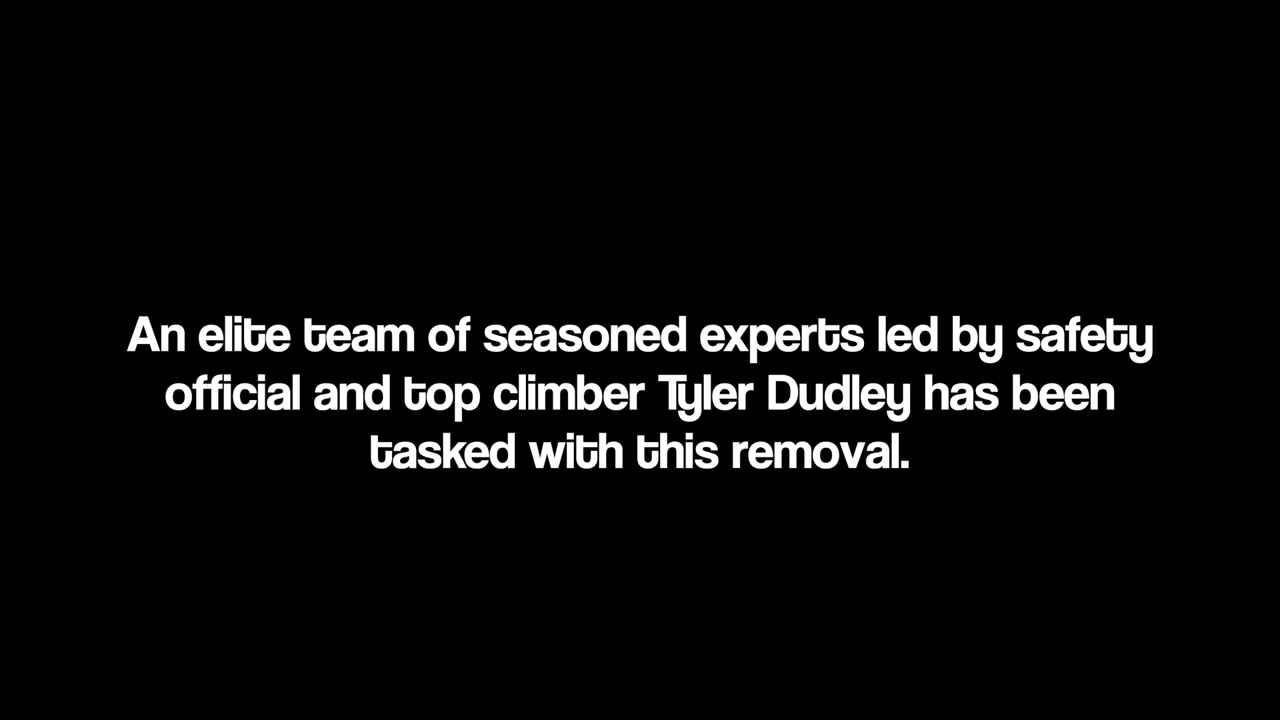 An elite team of seasoned experts led by safety
official and top climber Tyler Dudley has been
tasked with this removal.